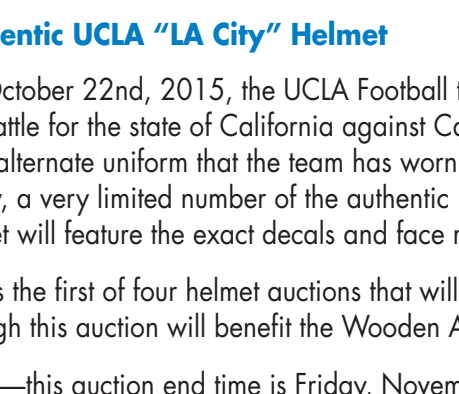 entic UCLA “LA City” Helmet
ctober 22nd, 2015, the UCLA Football
attle for the state of California against
alternate uniform that the team has worn
, a very limited number of the authentic
et will feature the exact decals and face
s the first of four helmet auctions that will
gh this auction will benefit the Wooden A
—this auction end time is Friday, Novem